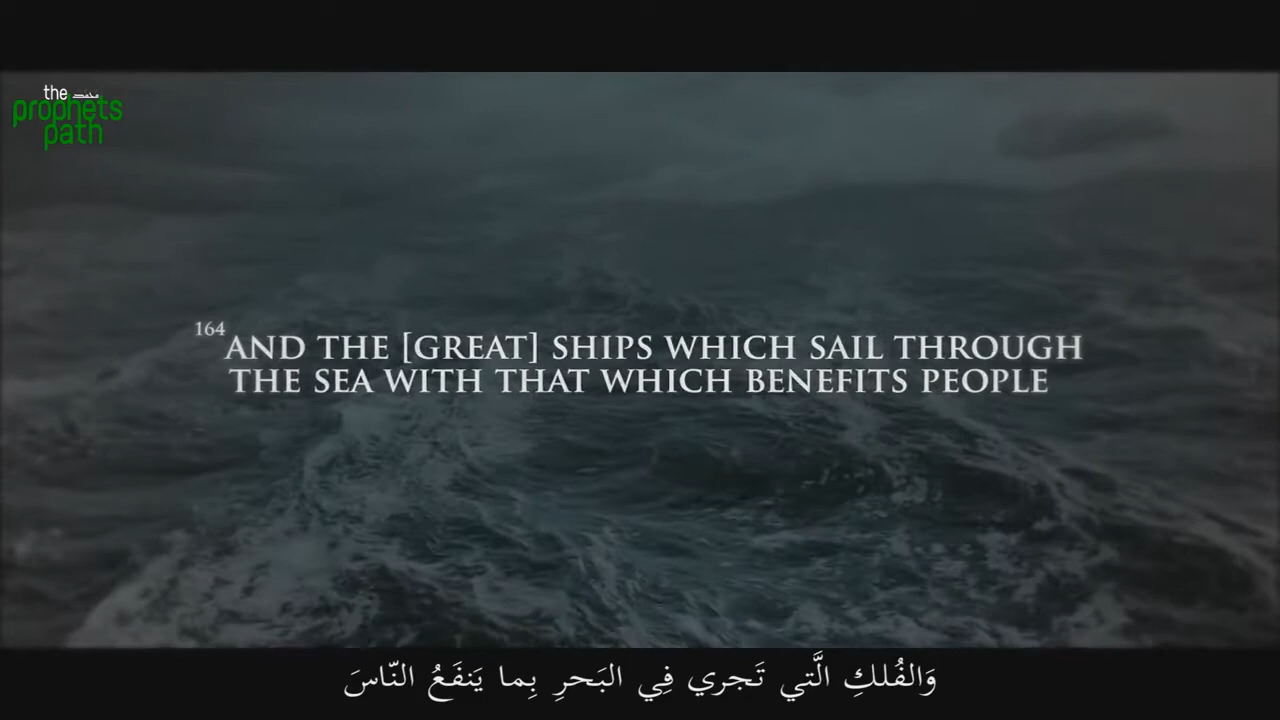 the محمد
prophets
path
164 AND THE [GREAT] SHIPS WHICH SAIL THROUGH
THE SEA WITH THAT WHICH BENEFITS PEOPLE
وَالفُلكِ الَّتي تَجري فِي البَحرِ بِما يَنفَعُ النّاسَ